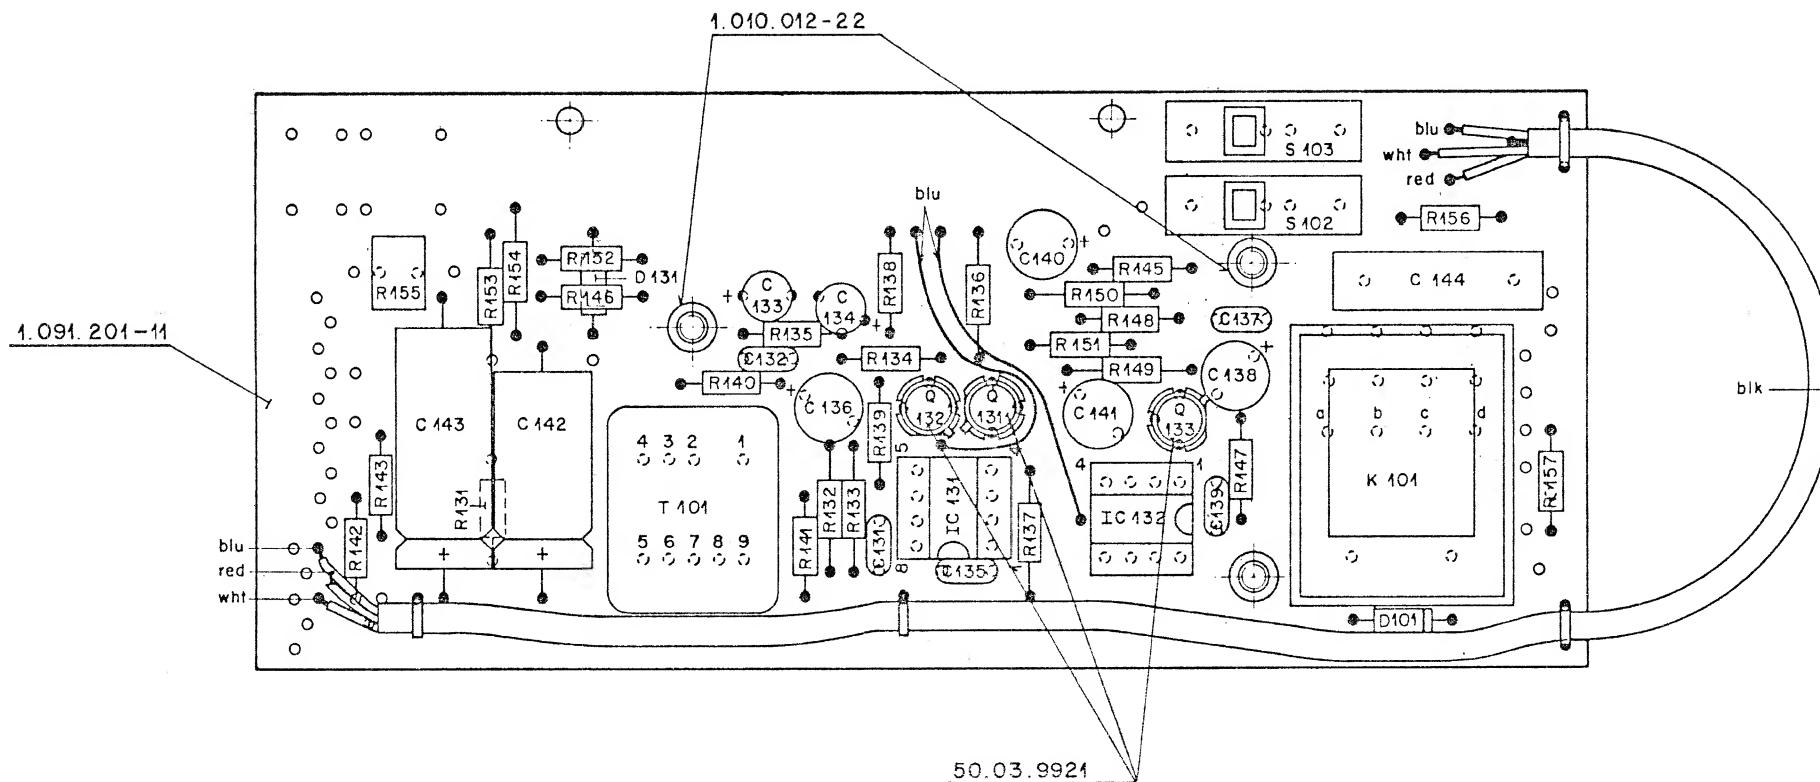 1.010.012-22
blu
wht
red
S 103
S 102
R156
blu
C140
R145
R150
R148
R151
R149
C 144
C137
C138
R155
R153
R154
R152
D131
R146
C
133
C
134
R138
R136
R135
C132
R134
R140
1.091.201-11
C 143
C 142
C 136
R139
Q
132
Q
131
C141
Q
133
blk
a
b
c
d
K 101
R147
R157
4 3 2 1
T 101
5 6 7 8 9
R143
R131
R142
R141
R132
R133
C131
5
8
IC 131
C135
R137
4
1
IC 132
C139
blu
red
wht
D101
50.03.9921